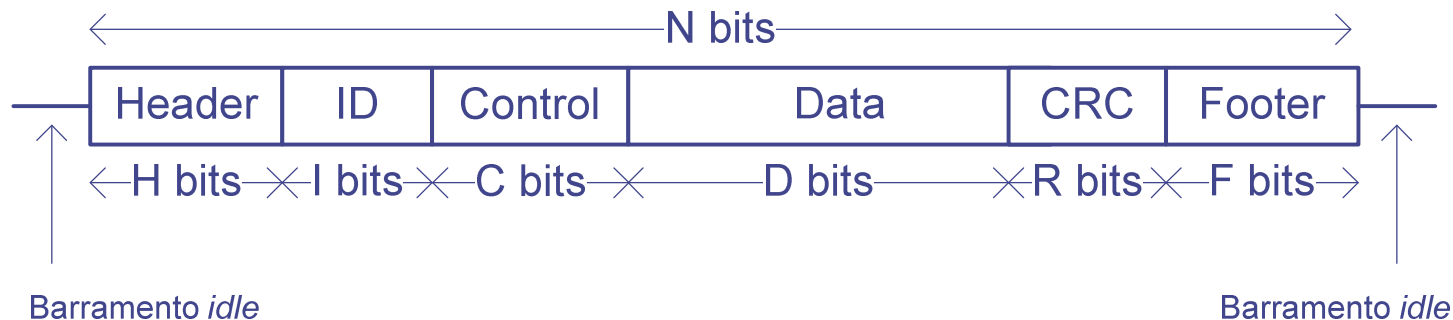 N bits
Header ID Control Data CRC Footer
H bits I bits C bits D bits R bits F bits
Barramento idle Barramento idle